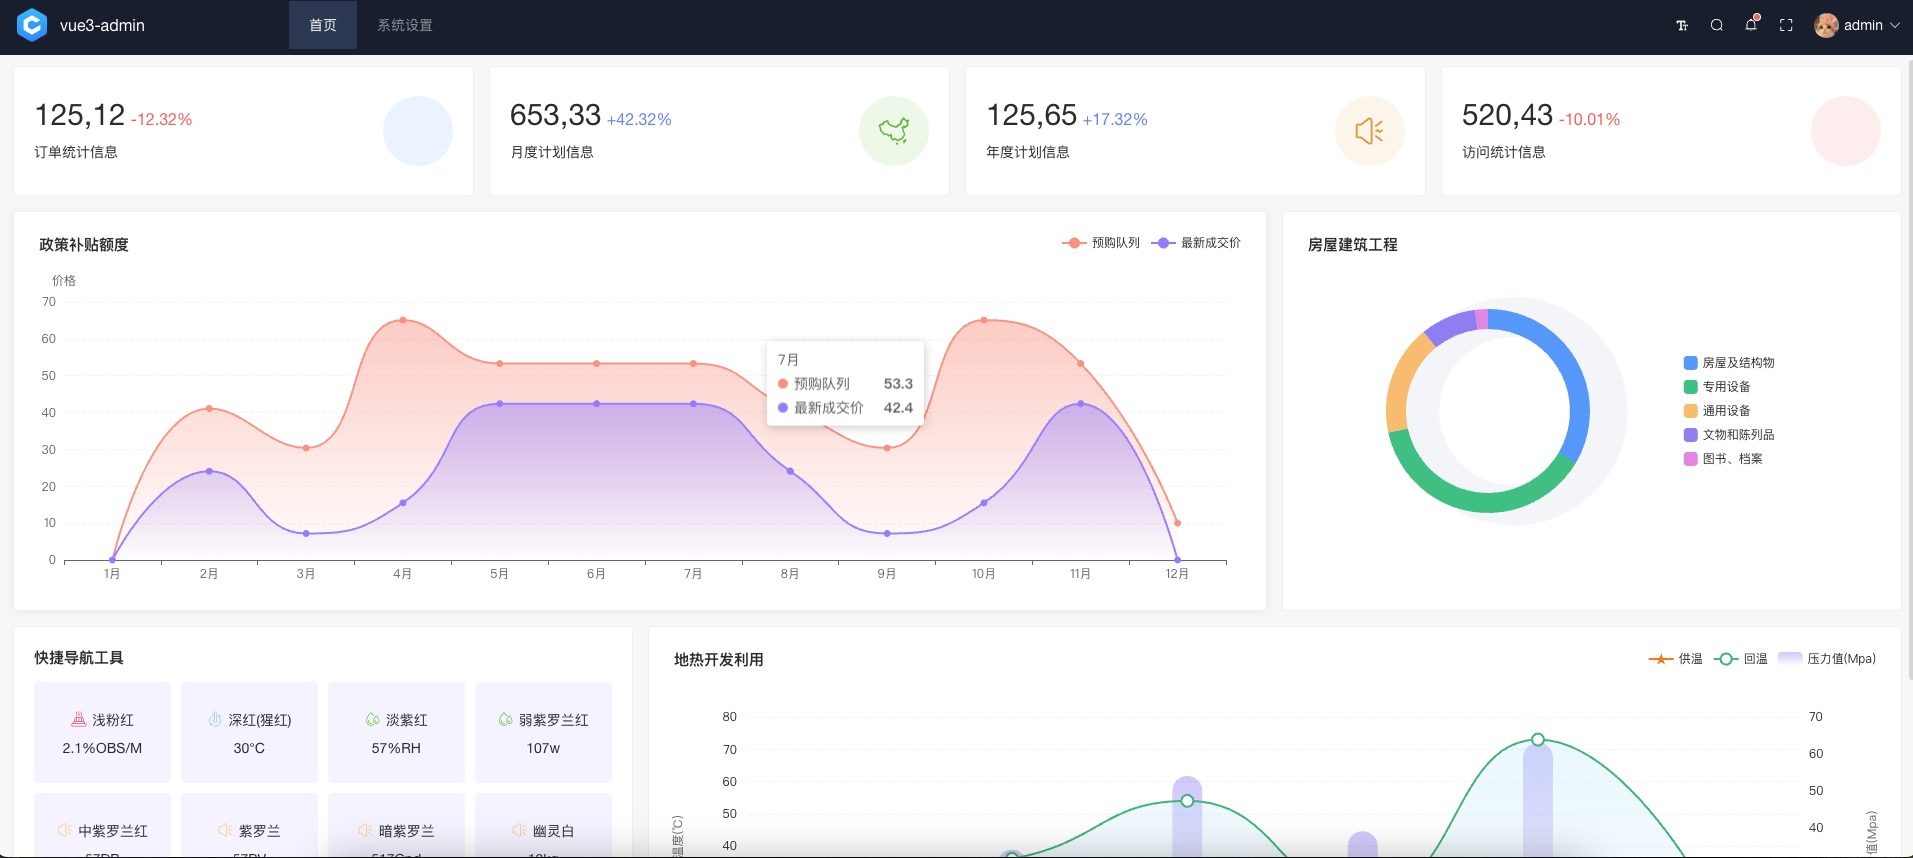 vue3-admin
首页
系统设置
admin
125,12 -12.32%
订单统计信息
653,33 +42.32%
月度计划信息
125,65 +17.32%
年度计划信息
520,43 -10.01%
访问统计信息
政策补贴额度
预购队列
最新成交价
价格
70
60
50
40
30
20
10
0
1月
2月
3月
4月
5月
6月
7月
8月
9月
10月
11月
12月
7月
预购队列 53.3
最新成交价 42.4
房屋建筑工程
房屋及结构物
专用设备
通用设备
文物和陈列品
图书、档案
快捷导航工具
浅粉红
2.1%OBS/M
深红(猩红)
30°C
淡紫红
57%RH
弱紫罗兰红
107w
中紫罗兰红
紫罗兰
暗紫罗兰
幽灵白
地热开发利用
供温
回温
压力值(Mpa)
80
70
60
50
40
温度(℃)
70
60
50
40
值(Mpa)